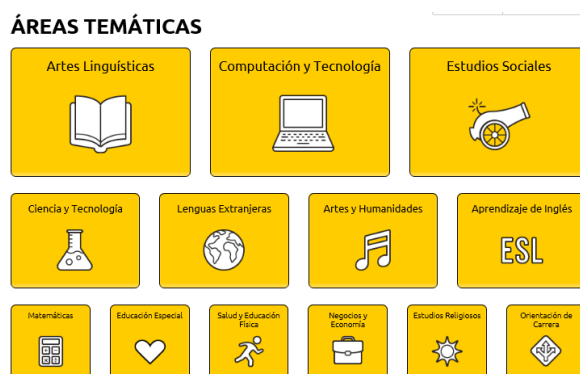 ÁREAS TEMÁTICAS
Artes Linguísticas
Computación y Tecnología
Estudios Sociales
Ciencia y Tecnología
Lenguas Extranjeras
Artes y Humanidades
Aprendizaje de Inglés
ESL
Matemáticas
Educación Especial
Salud y Educación
Física
Negocios y
Economía
Estudios Religiosos
Orientación de
Carrera